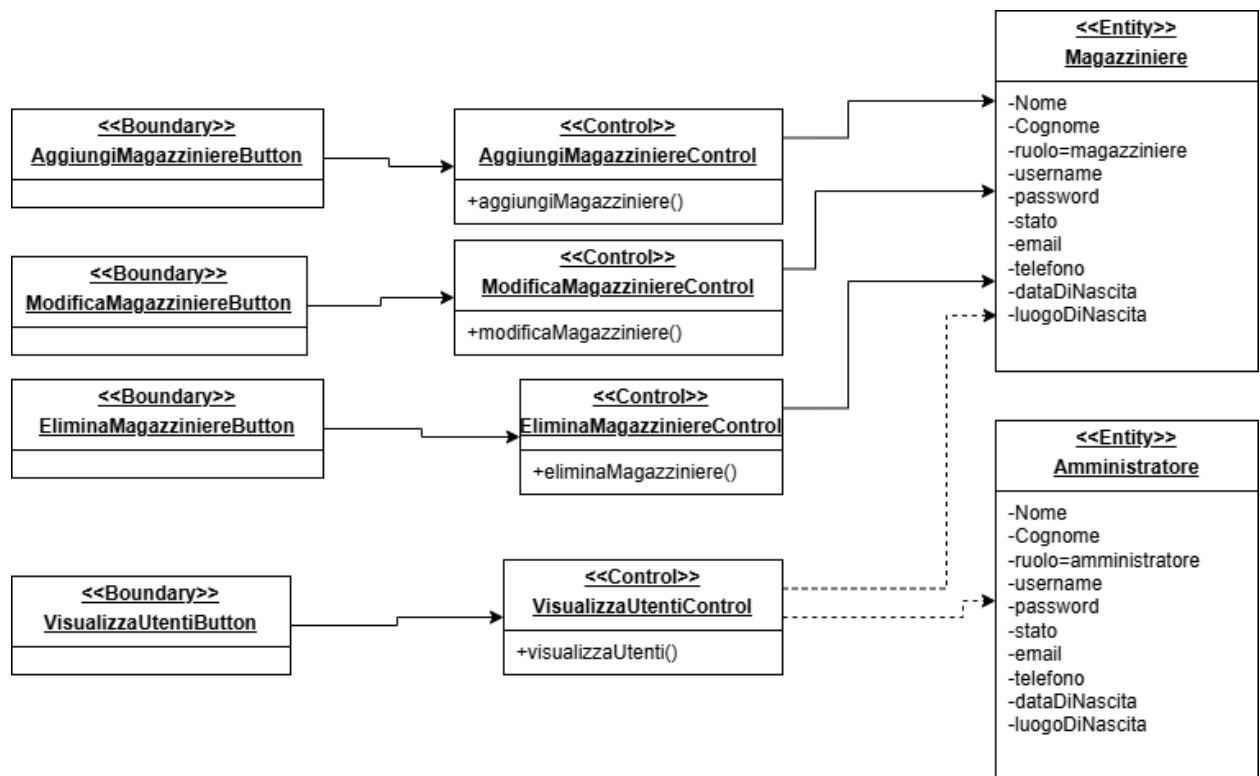 <<Boundary>>
AggiungiMagazziniereButton
<<Control>>
AggiungiMagazziniereControl
+aggiungiMagazziniere()
<<Boundary>>
ModificaMagazziniereButton
<<Control>>
ModificaMagazziniereControl
+modificaMagazziniere()
<<Boundary>>
EliminaMagazziniereButton
<<Control>>
EliminaMagazziniereControl
+eliminaMagazziniere()
<<Boundary>>
VisualizzaUtentiButton
<<Control>>
VisualizzaUtentiControl
+visualizzaUtenti()
<<Entity>>
Magazziniere
-Nome
-Cognome
-ruolo=magazziniere
-username
-password
-stato
-email
-telefono
-dataDiNascita
-luogoDiNascita
<<Entity>>
Amministratore
-Nome
-Cognome
-ruolo=amministratore
-username
-password
-stato
-email
-telefono
-dataDiNascita
-luogoDiNascita